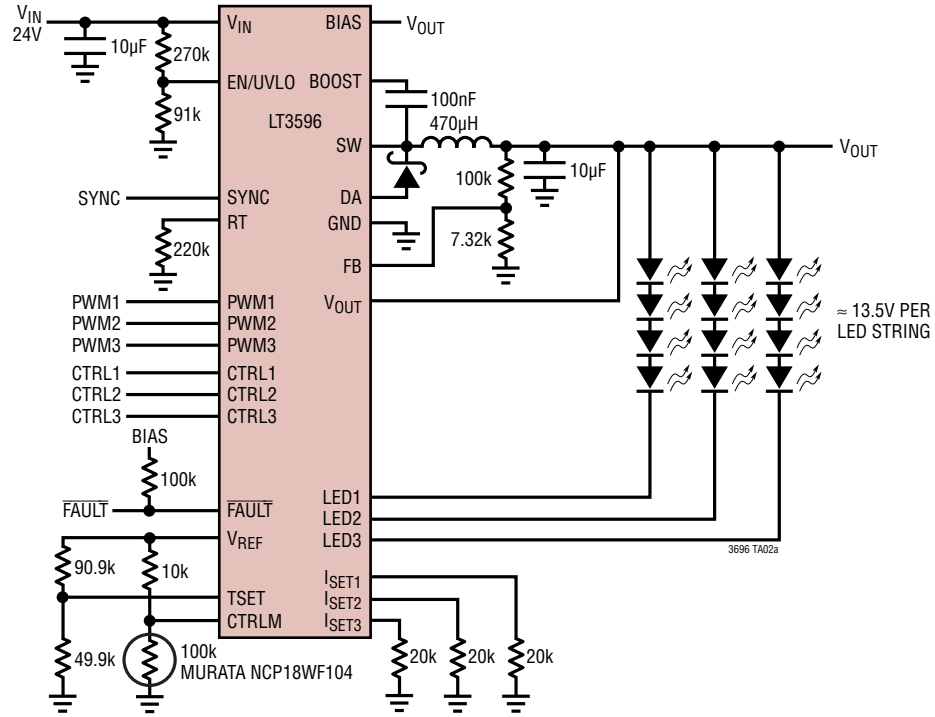 VIN
24V
10µF
270k
91k
VIN
EN/UVLO
BIAS
VOUT
BOOST
LT3596
100nF
470µH
SW
VOUT
100k
10µF
DA
SYNC
SYNC
RT
GND
220k
7.32k
FB
PWM1
PWM1
VOUT
PWM2
PWM2
PWM3
PWM3
≈ 13.5V PER
LED STRING
CTRL1
CTRL1
CTRL2
CTRL2
CTRL3
CTRL3
BIAS
100k
FAULT
FAULT
LED1
LED2
LED3
3696 TA02a
VREF
90.9k
10k
TSET
CTRLM
ISET1
ISET2
ISET3
49.9k
100k
MURATA NCP18WF104
20k
20k
20k